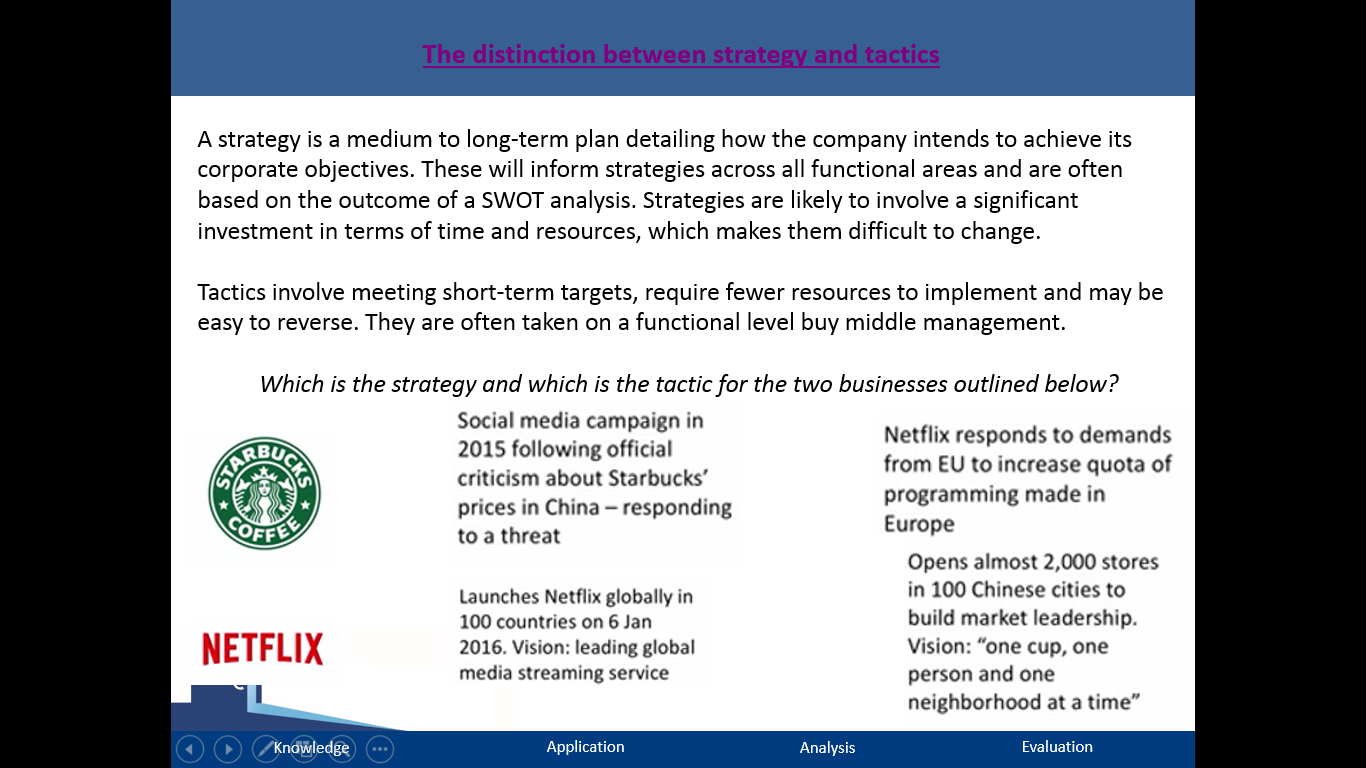 The distinction between strategy and tactics
A strategy is a medium to long-term plan detailing how the company intends to achieve its
corporate objectives. These will inform strategies across all functional areas and are often
based on the outcome of a SWOT analysis. Strategies are likely to involve a significant
investment in terms of time and resources, which makes them difficult to change.
Tactics involve meeting short-term targets, require fewer resources to implement and may be
easy to reverse. They are often taken on a functional level buy middle management.
Which is the strategy and which is the tactic for the two businesses outlined below?
STARBUCKS
COFFEE
Social media campaign in
2015 following official
criticism about Starbucks’
prices in China – responding
to a threat
Netflix responds to demands
from EU to increase quota of
programming made in
Europe
NETFLIX
Launches Netflix globally in
100 countries on 6 Jan
2016. Vision: leading global
media streaming service
Opens almost 2,000 stores
in 100 Chinese cities to
build market leadership.
Vision: “one cup, one
person and one
neighborhood at a time”
Knowledge
Application
Analysis
Evaluation